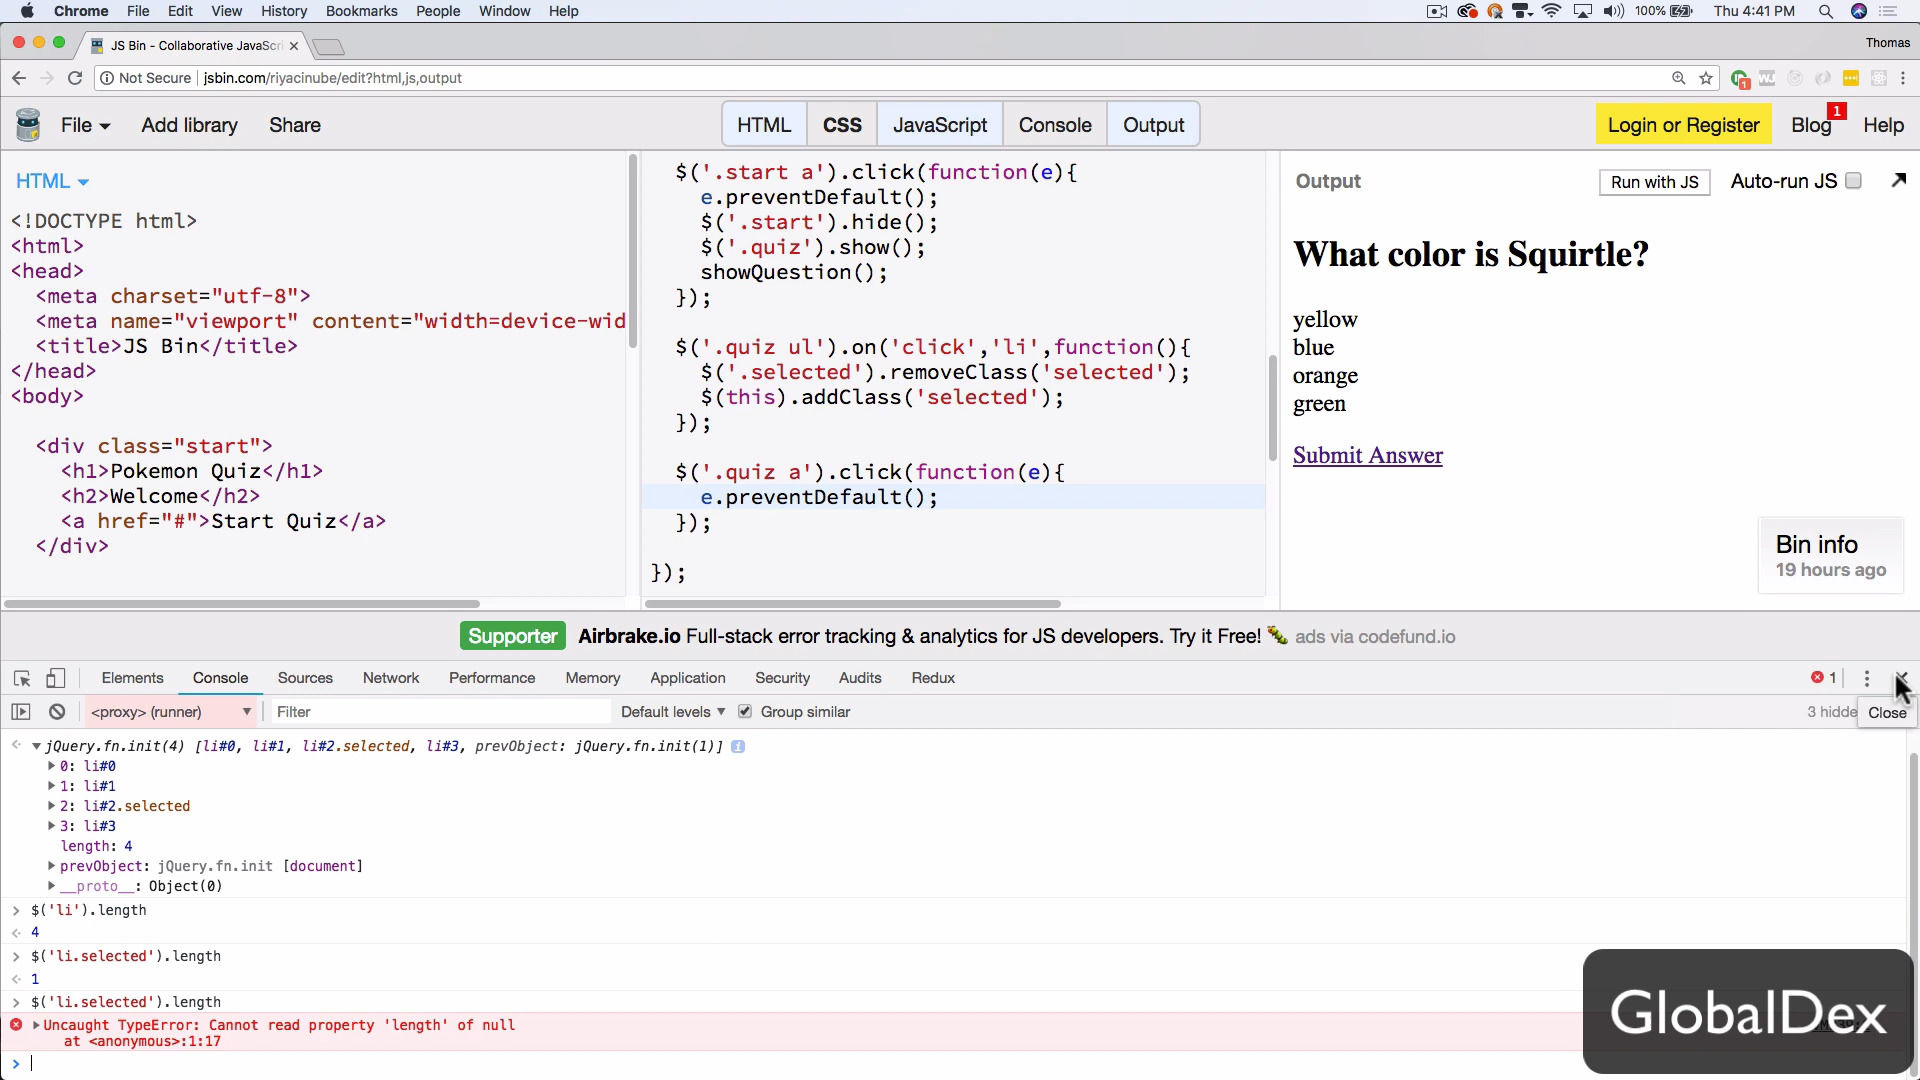 Chrome File Edit View History Bookmarks People Window Help 100% Thu 4:41 PM
JS Bin - Collaborative JavaScri Thomas
Not Secure jsbin.com/riyacinube/edit?html,js,output 1
File Add library Share HTML CSS JavaScript Console Output Login or Register Blog 1 Help
HTML
<!DOCTYPE html>
<html>
<head>
<meta charset="utf-8">
<meta name="viewport" content="width=device-wid
<title>JS Bin</title>
</head>
<body>
<div class="start">
<h1>Pokemon Quiz</h1>
<h2>Welcome</h2>
<a href="#">Start Quiz</a>
</div>
$('.start a').click(function(e){
e.preventDefault();
$('.start').hide();
$('.quiz').show();
showQuestion();
});
$('.quiz ul').on('click','li',function(){
$('.selected').removeClass('selected');
$(this).addClass('selected');
});
$('.quiz a').click(function(e){
e.preventDefault();
});
});
Output Run with JS Auto-run JS
What color is Squirtle?
yellow
blue
orange
green
Submit Answer
Bin info
19 hours ago
Supporter Airbrake.io Full-stack error tracking & analytics for JS developers. Try it Free! ads via codefund.io
Elements Console Sources Network Performance Memory Application Security Audits Redux 1
<proxy> (runner) Filter Default levels Group similar 3 hidde Close
jQuery.fn.init(4) [li#0, li#1, li#2.selected, li#3, prevObject: jQuery.fn.init(1)]
0: li#0
1: li#1
2: li#2.selected
3: li#3
length: 4
prevObject: jQuery.fn.init [document]
__proto__: Object(0)
> $('li').length
4
> $('li.selected').length
1
> $('li.selected').length
Uncaught TypeError: Cannot read property 'length' of null
at <anonymous>:1:17
>
GlobalDex